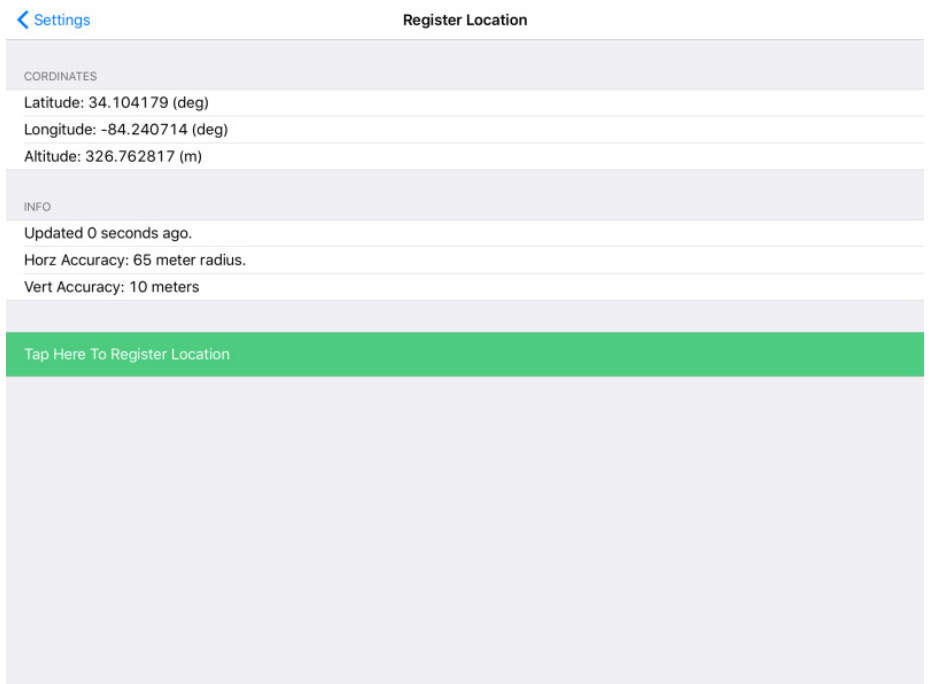 Settings
Register Location
CORDINATES
Latitude: 34.104179 (deg)
Longitude: -84.240714 (deg)
Altitude: 326.762817 (m)
INFO
Updated 0 seconds ago.
Horz Accuracy: 65 meter radius.
Vert Accuracy: 10 meters
Tap Here To Register Location